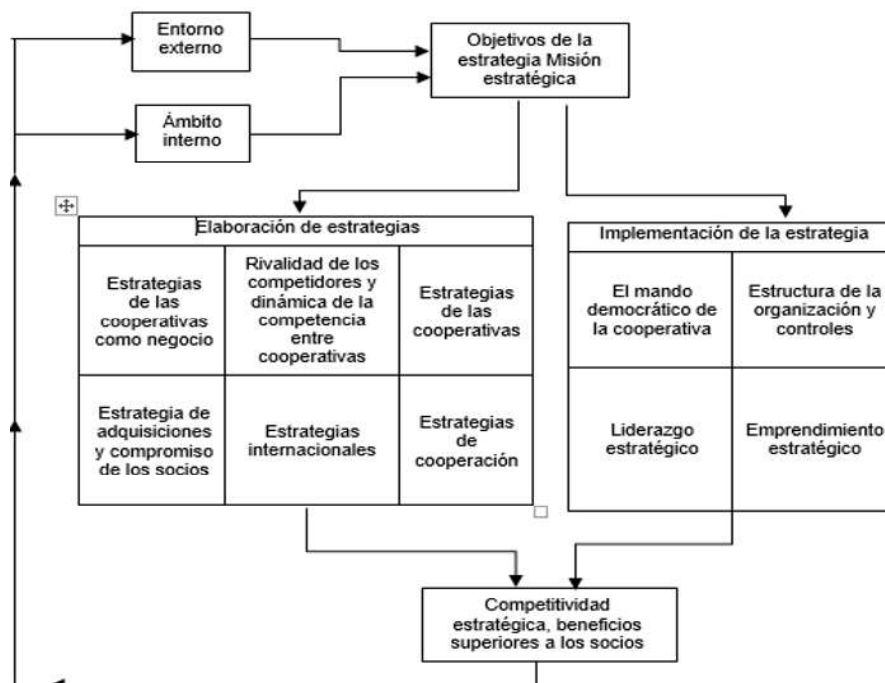 Entorno
externo
Objetivos de la
estrategia Misión
estratégica
Ámbito
interno
Elaboración de estrategias
Estrategias
de las
cooperativas
como negocio
Rivalidad de los
competidores y
dinámica de la
competencia
entre
cooperativas
Estrategias
de las
cooperativas
Estrategia de
adquisiciones
y compromiso
de los socios
Estrategias
internacionales
Estrategias
de
cooperación
Implementación de la estrategia
El mando
democrático de
la cooperativa
Estructura de la
organización y
controles
Liderazgo
estratégico
Emprendimiento
estratégico
Competitividad
estratégica, beneficios
superiores a los socios